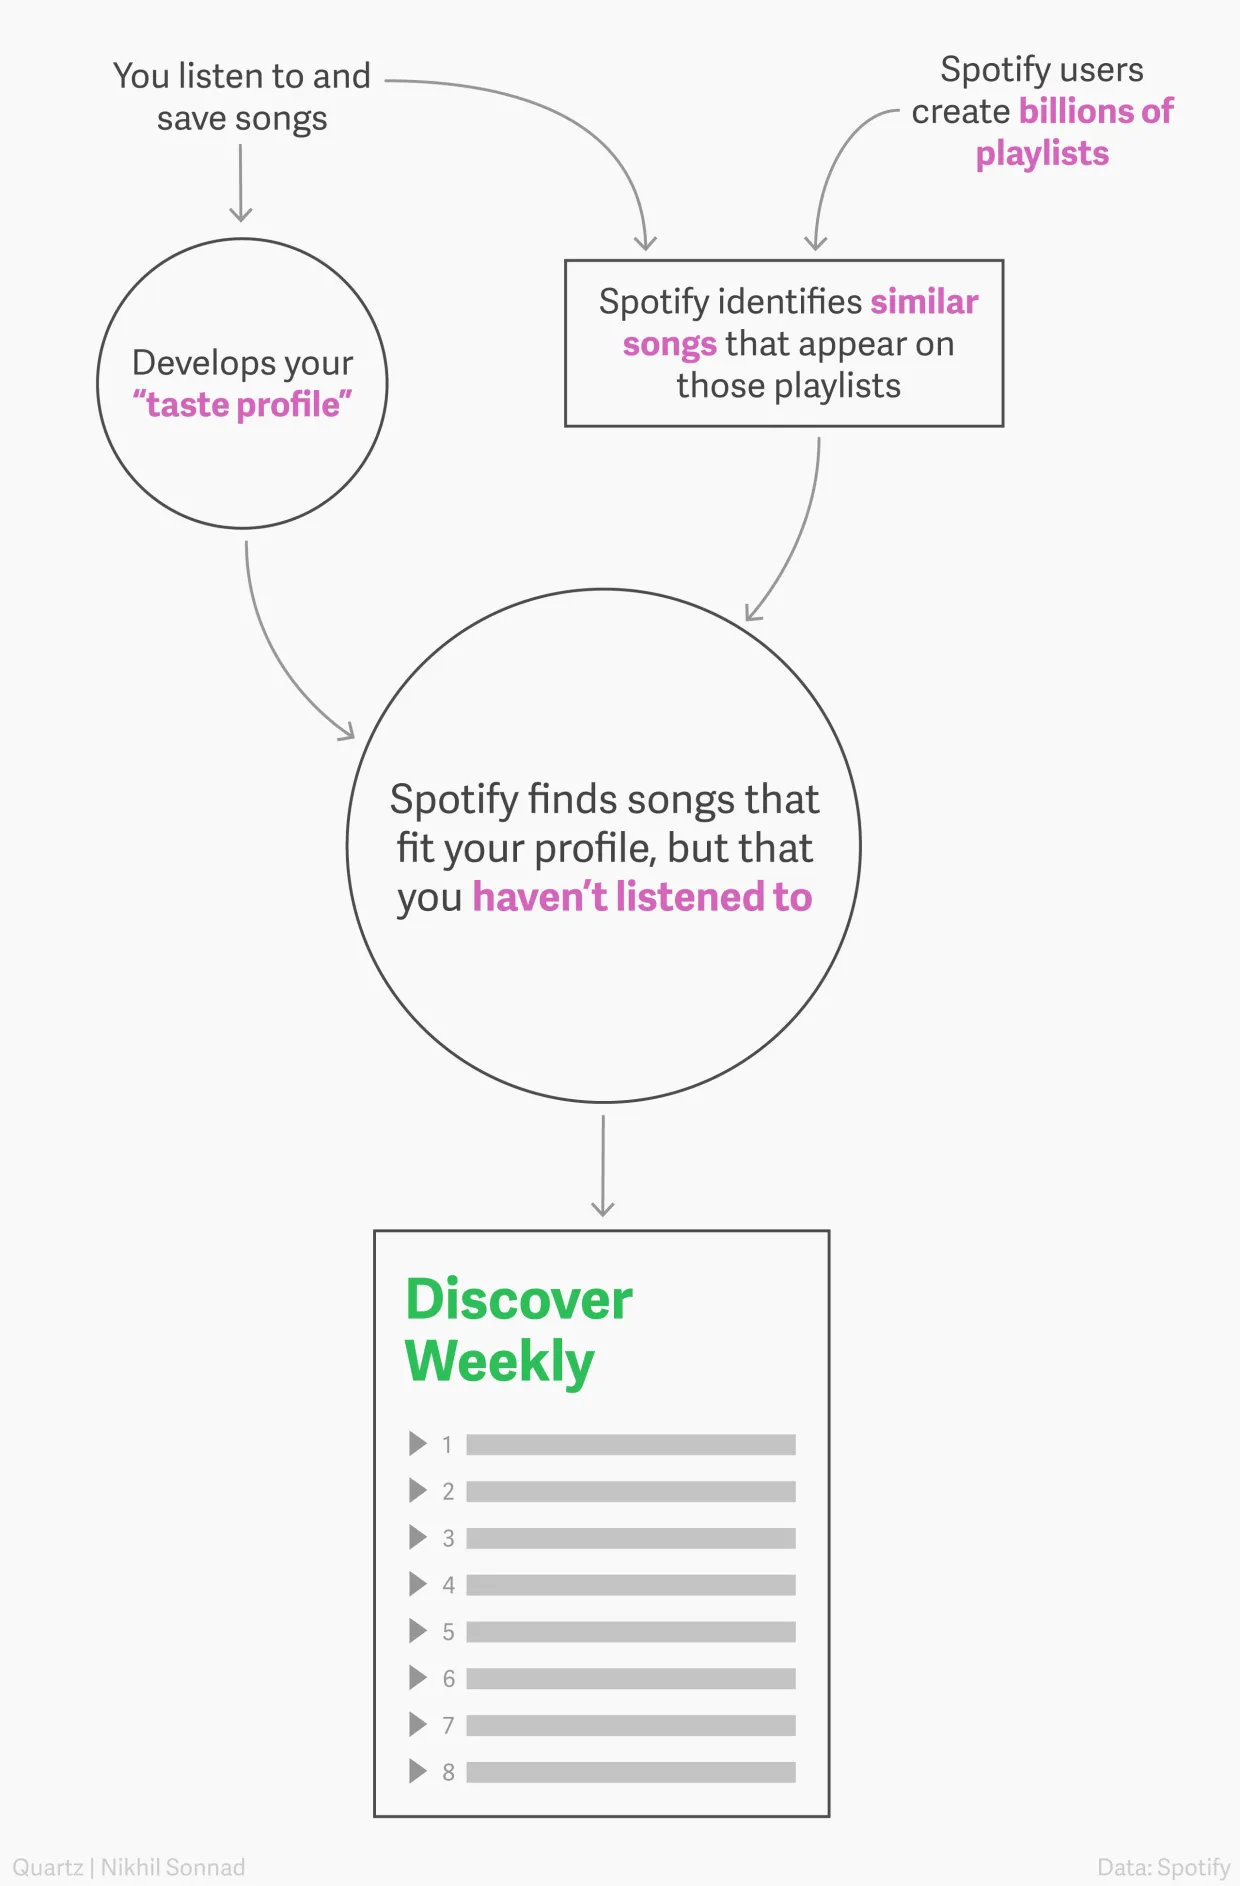 You listen to and
save songs
Spotify users
create billions of
playlists
Develops your
“taste profile”
Spotify identifies similar
songs that appear on
those playlists
Spotify finds songs that
fit your profile, but that
you haven’t listened to
Discover
Weekly
1
2
3
4
5
6
7
8
Quartz | Nikhil Sonnad
Data: Spotify